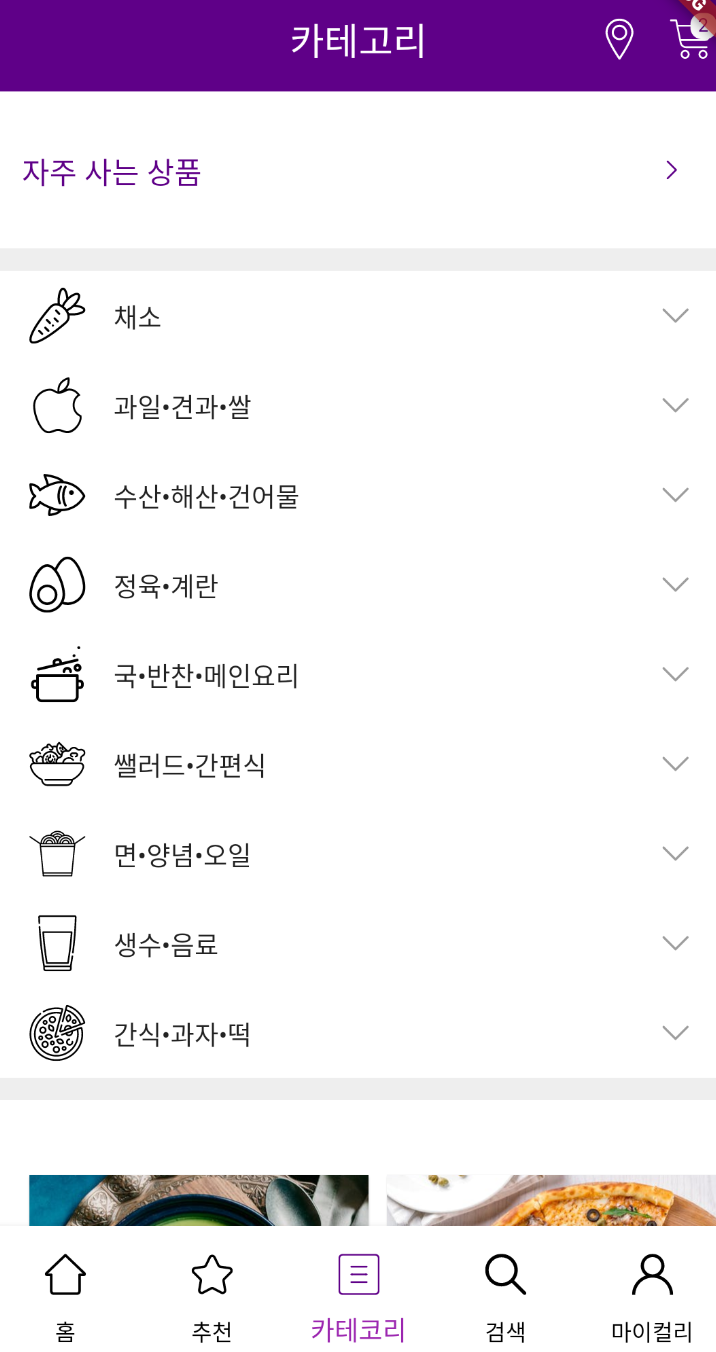 카테고리
2
자주 사는 상품
채소
과일•견과•쌀
수산•해산•건어물
정육•계란
국•반찬•메인요리
쌜러드•간편식
면•양념•오일
생수•음료
간식•과자•떡
홈 추천 카테코리 검색 마이컬리